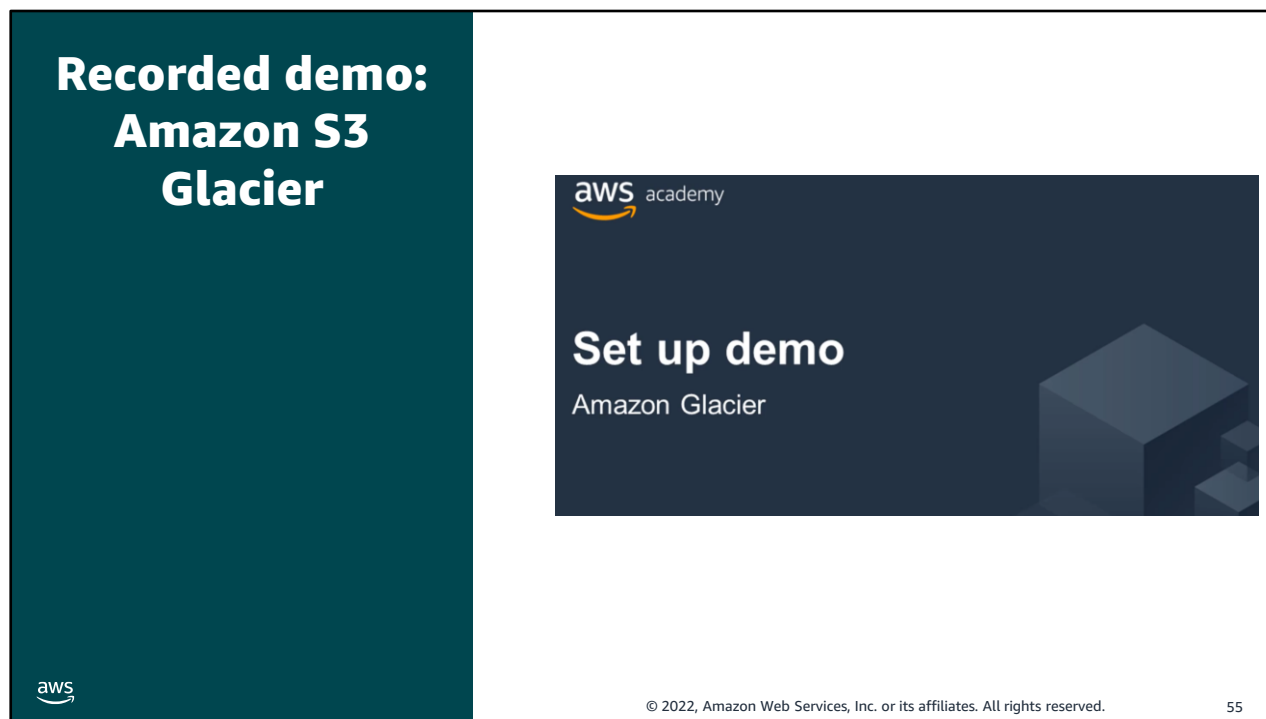 Recorded demo:
Amazon S3
Glacier
aws academy
Set up demo
Amazon Glacier
aws
© 2022, Amazon Web Services, Inc. or its affiliates. All rights reserved.
55